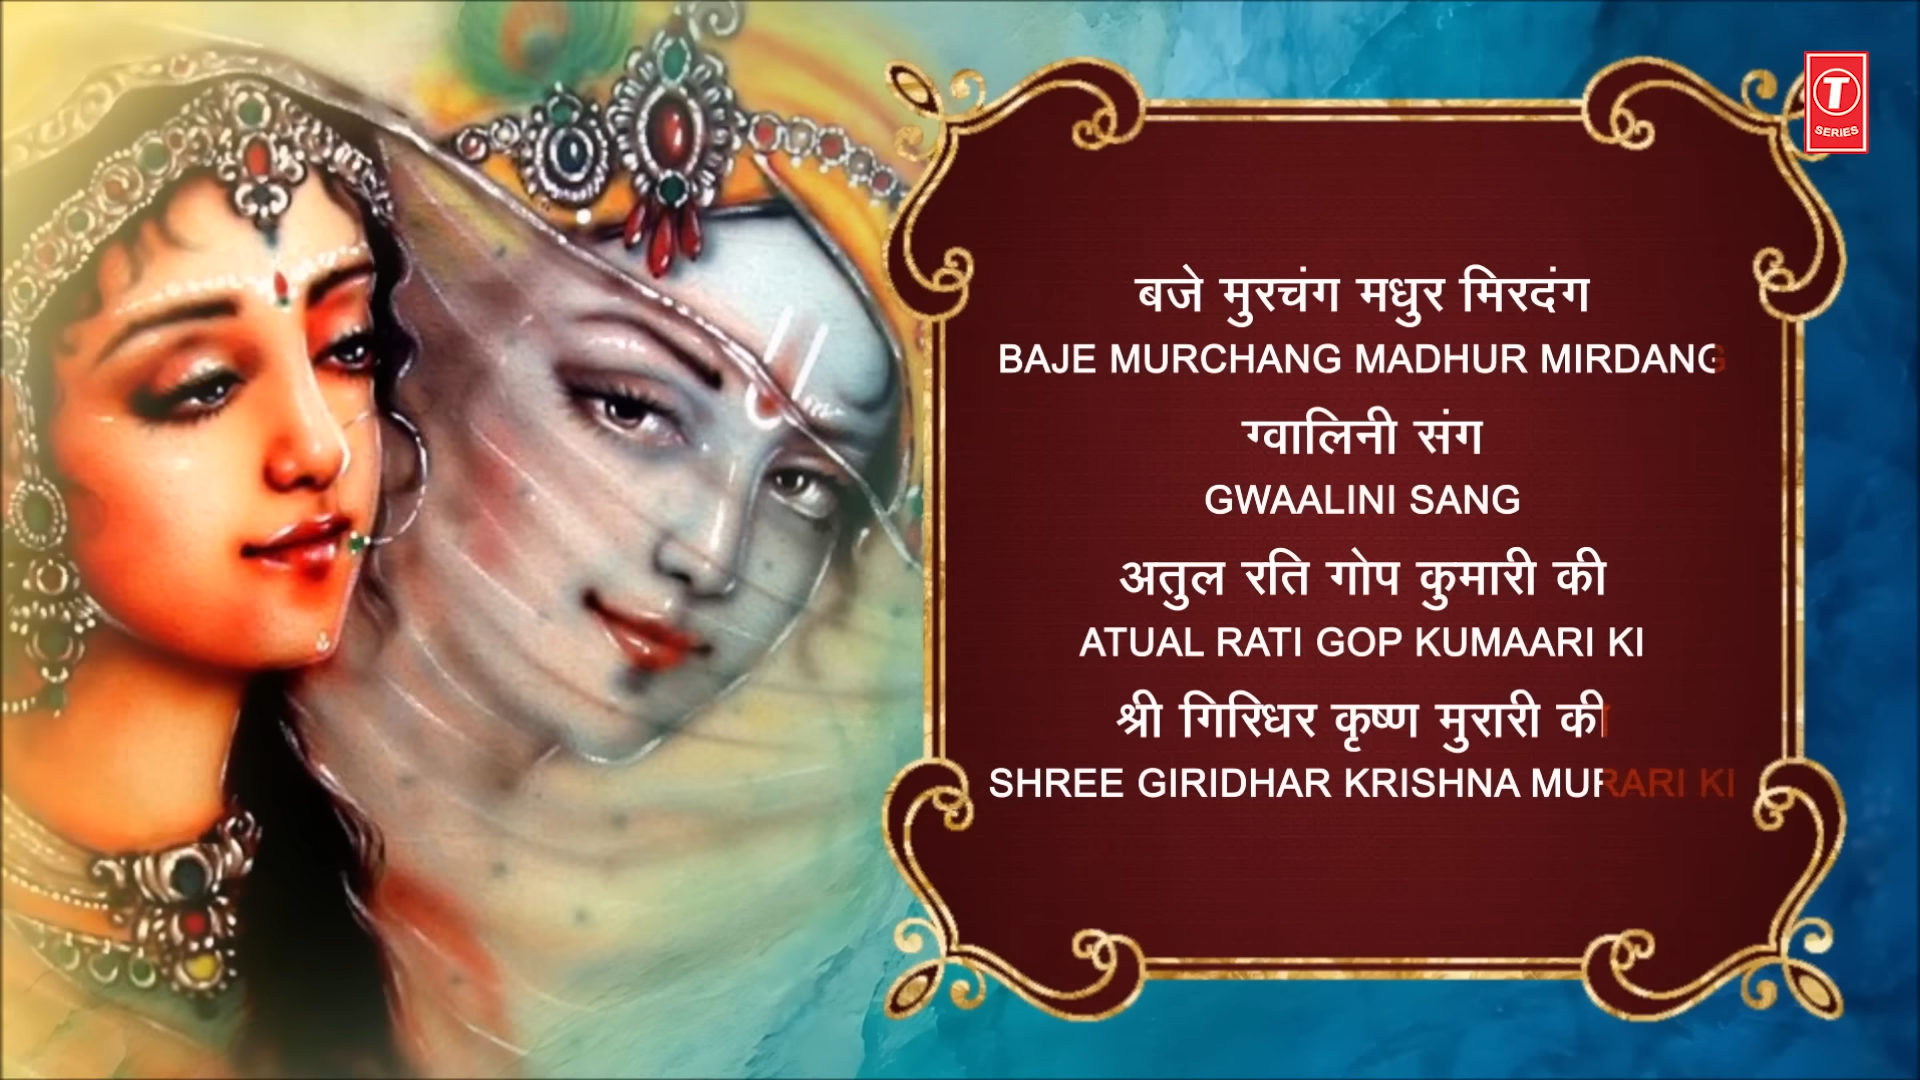 T
SERIES
बजे मुरचंग मधुर मिरदंग
BAJE MURCHANG MADHUR MIRDANG
ग्वालिनी संग
GWAALINI SANG
अतुल रति गोप कुमारी की
ATUAL RATI GOP KUMAARI KI
श्री गिरिधर कृष्ण मुरारी की
SHREE GIRIDHAR KRISHNA MURARI KI